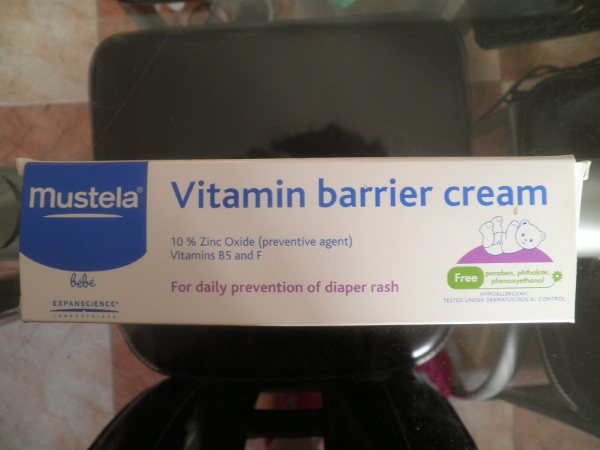 mustela®
Vitamin barrier cream
10 % Zinc Oxide (preventive agent)
Vitamins B5 and F
bébé
For daily prevention of diaper rash
Free
paraben, phtholate,
phenoxyethanol
HYPOALLERGENIC
TESTED UNDER DERMATOLOGICAL CONTROL
EXPANSCIENCE®
LABORATOIRES